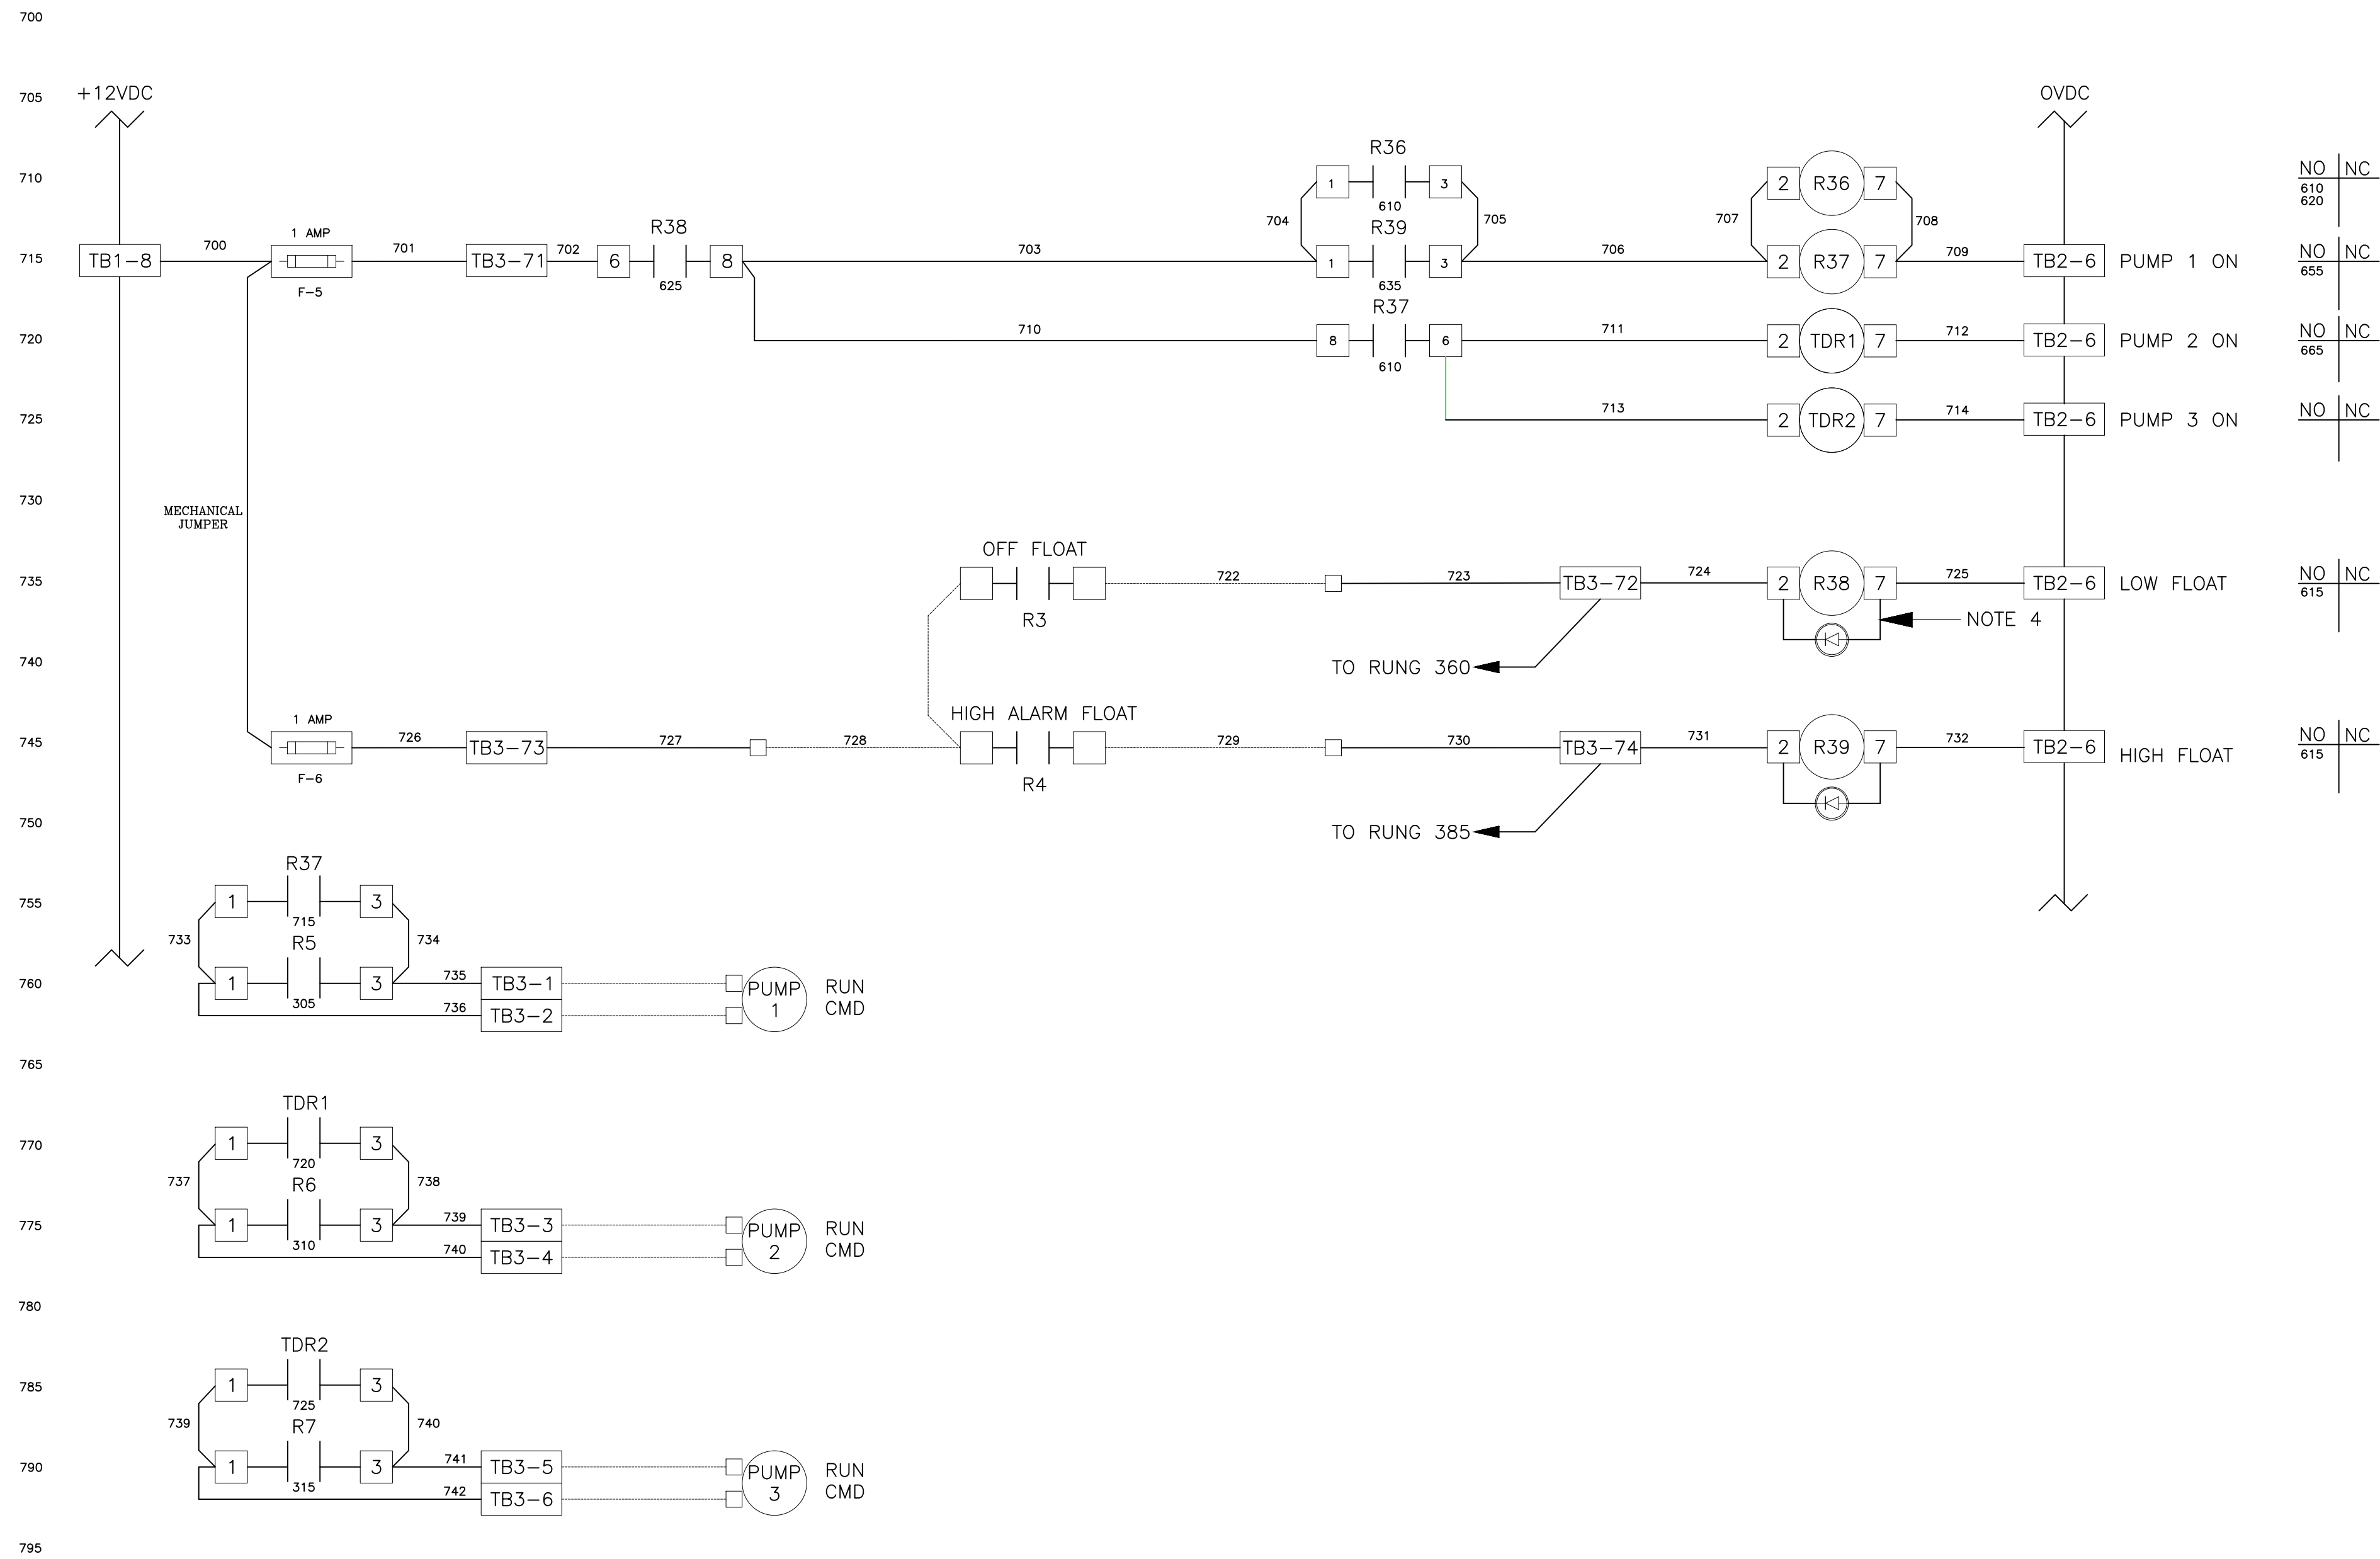 700
705
+12VDC
0VDC
R36
710
1
3
610
2
R36
7
NO
NC
610
620
704
705
707
708
R39
1 AMP
R38
715
TB1-8
700
701
TB3-71
702
6
8
703
1
3
706
2
R37
7
709
TB2-6
PUMP 1 ON
NO
NC
655
F-5
625
635
R37
720
710
8
6
711
2
TDR1
7
712
TB2-6
PUMP 2 ON
NO
NC
665
610
725
713
2
TDR2
7
714
TB2-6
PUMP 3 ON
NO
NC
730
MECHANICAL
JUMPER
OFF FLOAT
735
722
723
TB3-72
724
2
R38
7
725
TB2-6
LOW FLOAT
NO
NC
615
R3
NOTE 4
740
TO RUNG 360
HIGH ALARM FLOAT
1 AMP
745
726
TB3-73
727
728
729
730
TB3-74
731
2
R39
7
732
TB2-6
HIGH FLOAT
NO
NC
615
F-6
R4
750
TO RUNG 385
R37
755
1
3
715
733
R5
734
760
1
3
735
TB3-1
PUMP
1
RUN
CMD
305
736
TB3-2
765
TDR1
770
1
3
720
737
R6
738
775
1
3
739
TB3-3
PUMP
2
RUN
CMD
310
740
TB3-4
780
TDR2
785
1
3
725
739
R7
740
790
1
3
741
TB3-5
PUMP
3
RUN
CMD
315
742
TB3-6
795